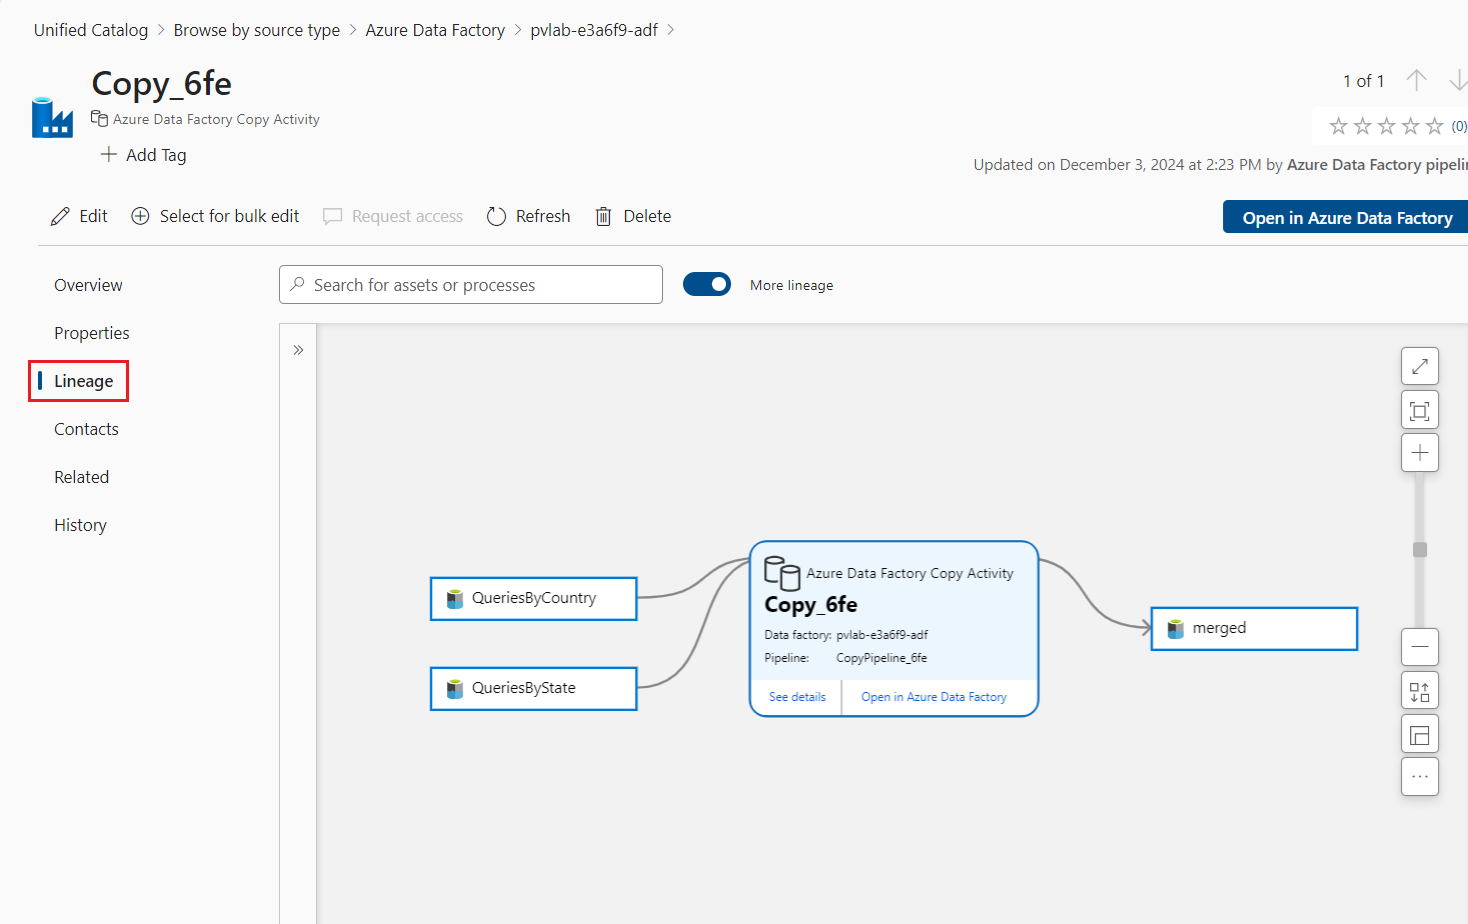 Unified Catalog > Browse by source type > Azure Data Factory > pvlab-e3a6f9-adf >
Copy_6fe
1 of 1
Azure Data Factory Copy Activity
(0)
Add Tag
Updated on December 3, 2024 at 2:23 PM by Azure Data Factory
Edit
Select for bulk edit
Request access
Refresh
Delete
Open in Azure Data Factory
Overview
Properties
Lineage
Contacts
Related
History
Search for assets or processes
More lineage
QueriesByCountry
QueriesByState
Azure Data Factory Copy Activity
Copy_6fe
Data factory: pvlab-e3a6f9-adf
Pipeline: CopyPipeline_6fe
See details
Open in Azure Data Factory
merged